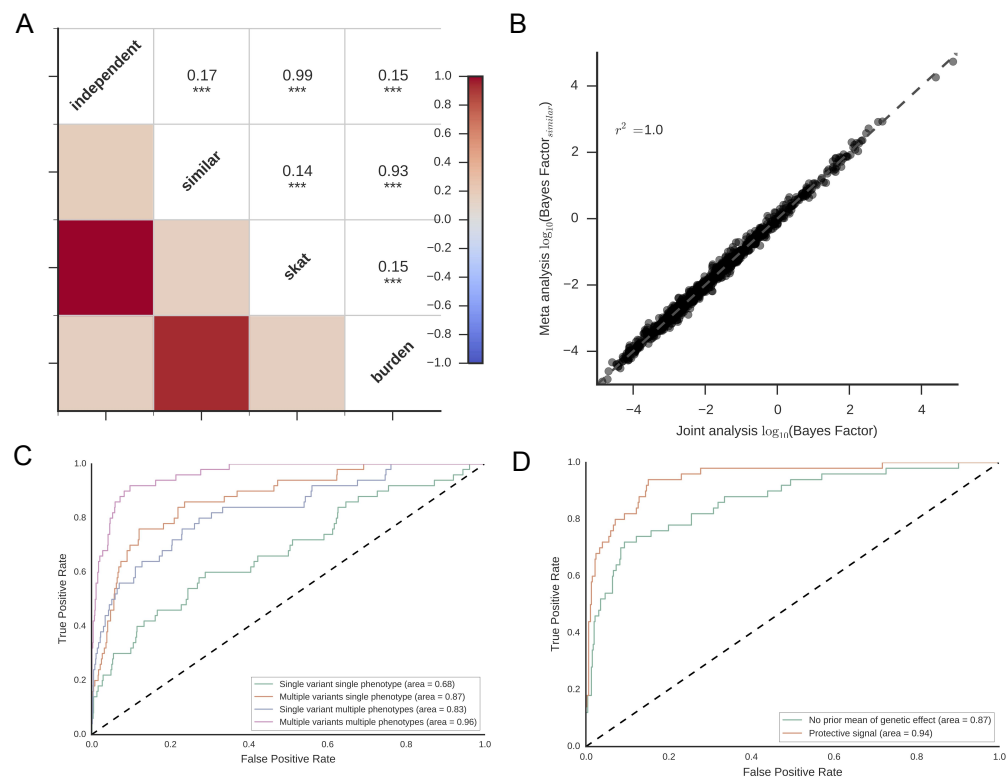 A
independent
0.17
***
0.99
***
0.15
***
similar
0.14
***
0.93
***
skat
0.15
***
burden
1.0
0.8
0.6
0.4
0.2
0.0
−0.2
−0.4
−0.6
−0.8
−1.0
B
r² =1.0
4
2
0
−2
−4
−4
−2
0
2
4
Meta analysis log₁₀(Bayes Factor_similar)
Joint analysis log₁₀(Bayes Factor)
C
1.0
0.8
0.6
0.4
0.2
0.0
0.0
0.2
0.4
0.6
0.8
1.0
True Positive Rate
False Positive Rate
Single variant single phenotype (area = 0.68)
Multiple variants single phenotype (area = 0.87)
Single variant multiple phenotypes (area = 0.83)
Multiple variants multiple phenotypes (area = 0.96)
D
1.0
0.8
0.6
0.4
0.2
0.0
0.0
0.2
0.4
0.6
0.8
1.0
True Positive Rate
False Positive Rate
No prior mean of genetic effect (area = 0.87)
Protective signal (area = 0.94)